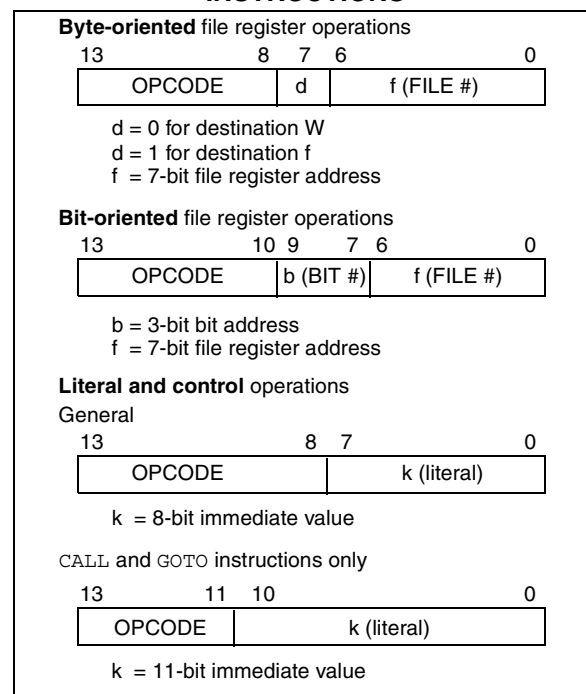 Byte-oriented file register operations
13 8 7 6 0
OPCODE d f (FILE #)
d = 0 for destination W
d = 1 for destination f
f = 7-bit file register address
Bit-oriented file register operations
13 10 9 7 6 0
OPCODE b (BIT #) f (FILE #)
b = 3-bit bit address
f = 7-bit file register address
Literal and control operations
General
13 8 7 0
OPCODE k (literal)
k = 8-bit immediate value
CALL and GOTO instructions only
13 11 10 0
OPCODE k (literal)
k = 11-bit immediate value